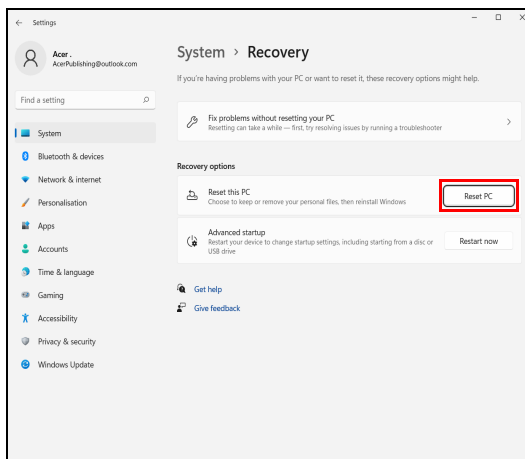 Settings
Acer .
AcerPublishing@outlook.com
Find a setting
System
Bluetooth & devices
Network & internet
Personalisation
Apps
Accounts
Time & language
Gaming
Accessibility
Privacy & security
Windows Update
System > Recovery
If you're having problems with your PC or want to reset it, these recovery options might help.
Fix problems without resetting your PC
Resetting can take a while — first, try resolving issues by running a troubleshooter
Recovery options
Reset this PC
Choose to keep or remove your personal files, then reinstall Windows
Reset PC
Advanced startup
Restart your device to change startup settings, including starting from a disc or
USB drive
Restart now
Get help
Give feedback